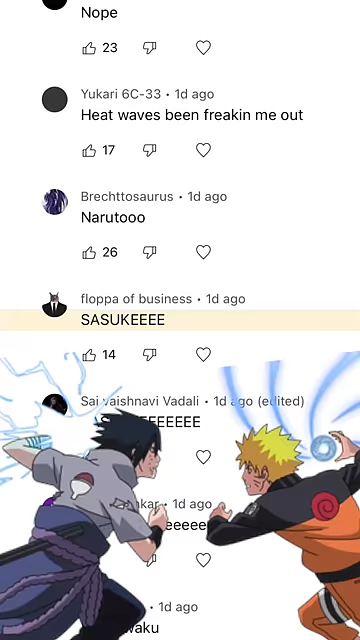 Nope
23
Yukari 6C-33 • 1d ago
Heat waves been freakin me out
17
Brechttosaurus • 1d ago
Narutooo
26
floppa of business • 1d ago
SASUKEEEE
14
Sai vaishnavi Vadali • 1d ago (edited)
1d ago
• 1d ago